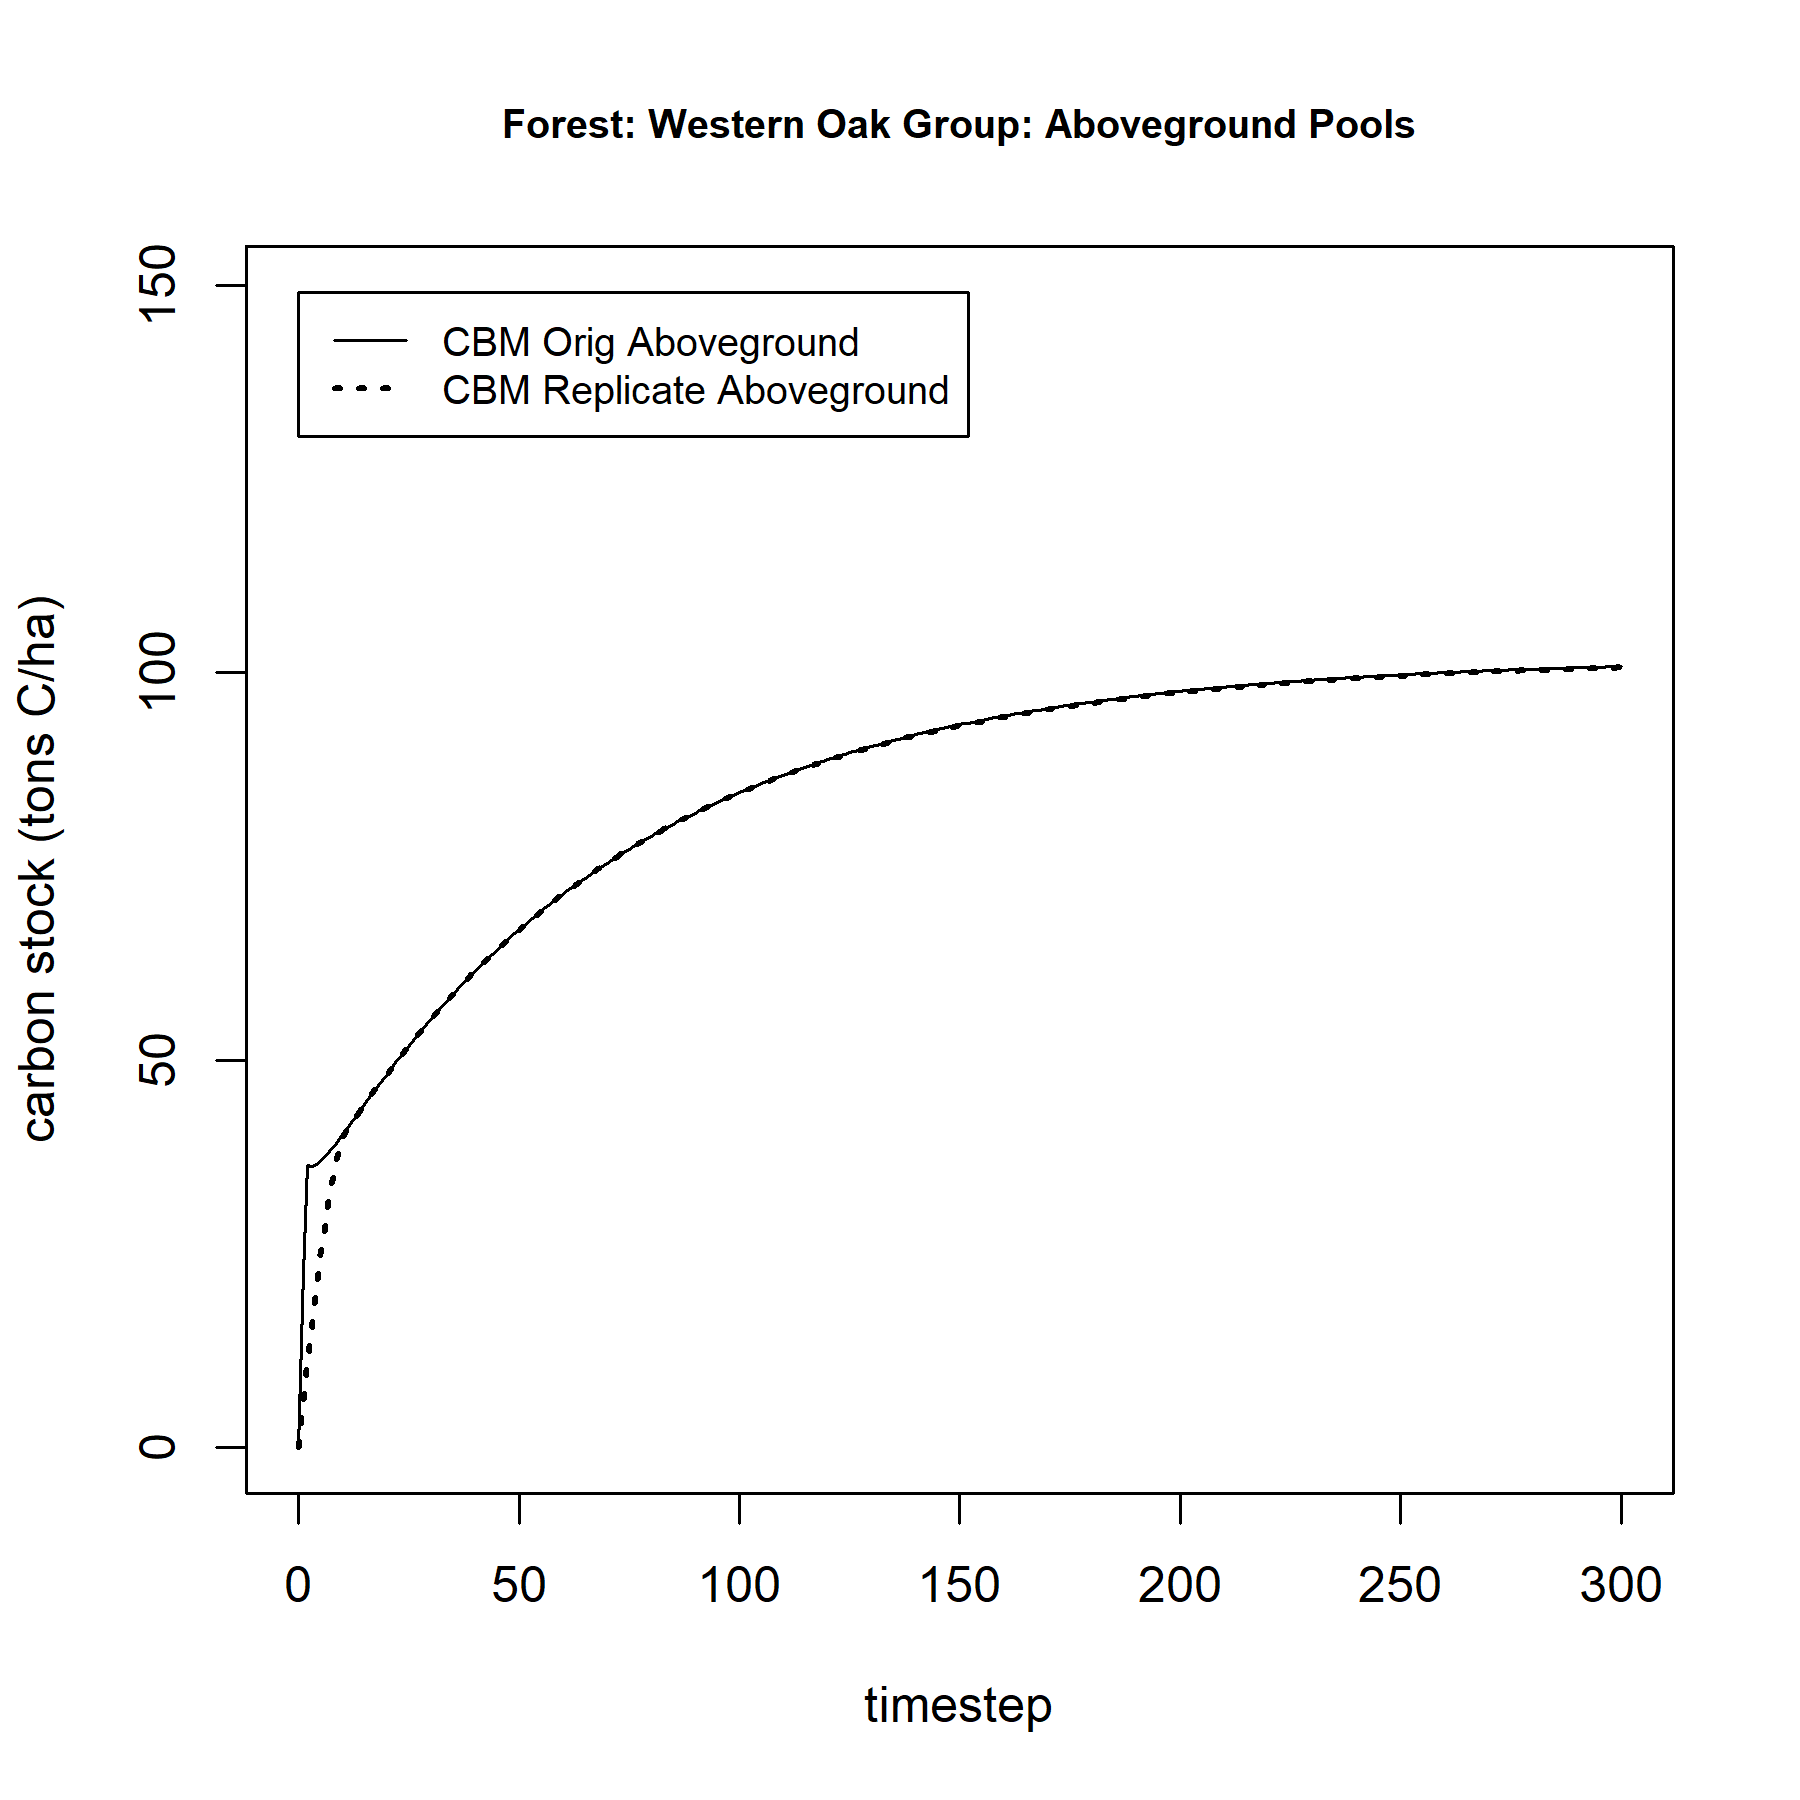 Forest: Western Oak Group: Aboveground Pools
CBM Orig Aboveground
CBM Replicate Aboveground
carbon stock (tons C/ha)
150
100
50
0
0 50 100 150 200 250 300
timestep